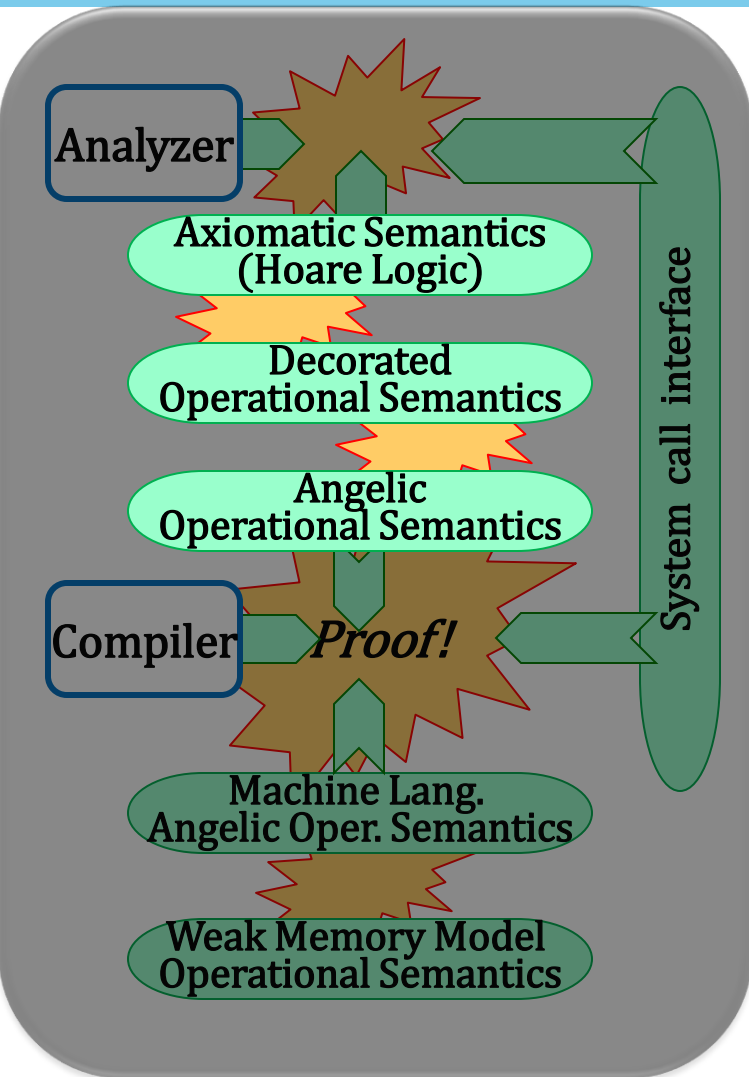 Analyzer
Axiomatic Semantics
(Hoare Logic)
Decorated
Operational Semantics
Angelic
Operational Semantics
System call interface
Compiler
Proof!
Machine Lang.
Angelic Oper. Semantics
Weak Memory Model
Operational Semantics